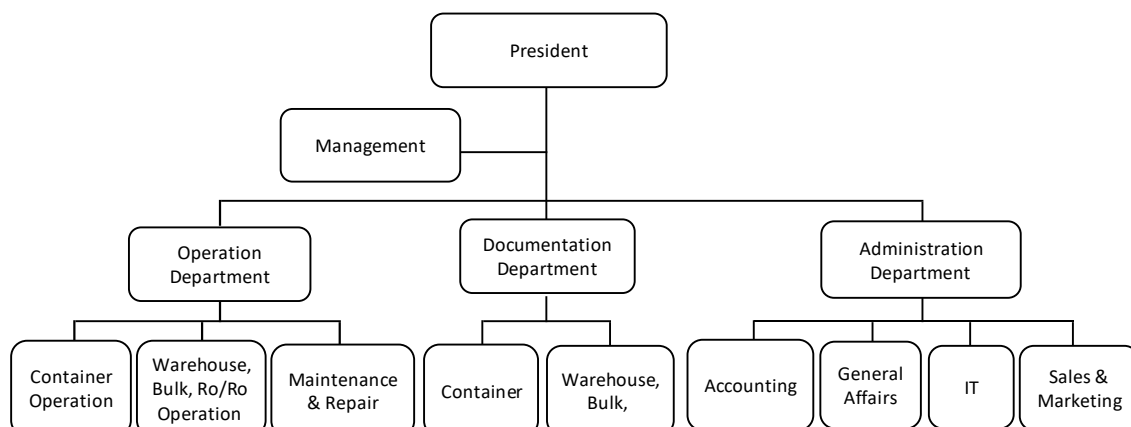 President
Management
Operation
Department
Documentation
Department
Administration
Department
Container
Operation
Warehouse,
Bulk, Ro/Ro
Operation
Maintenance
& Repair
Container
Warehouse,
Bulk,
Accounting
General
Affairs
IT
Sales &
Marketing